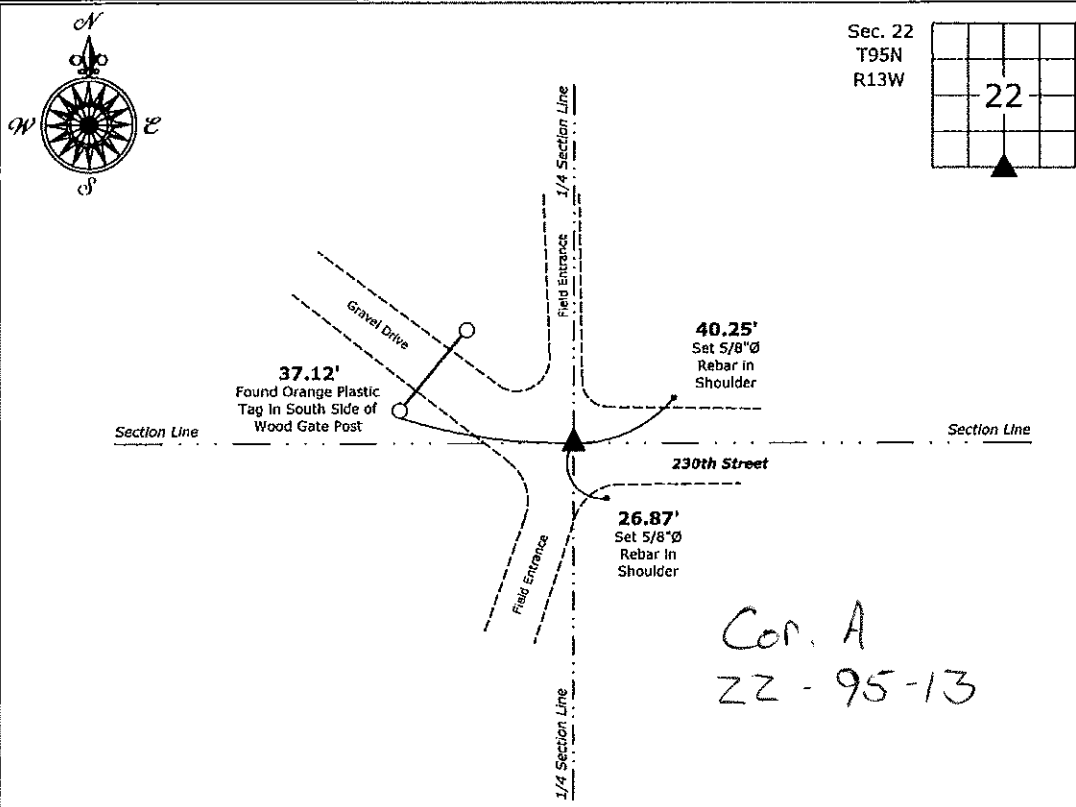 N
W
E
S
Sec. 22
T95N
R13W
22
1/4 Section Line
Field Entrance
Gravel Drive
40.25'
Set 5/8"Ø
Rebar in
Shoulder
37.12'
Found Orange Plastic
Tag in South Side of
Wood Gate Post
Section Line
Section Line
230th Street
26.87'
Set 5/8"Ø
Rebar in
Shoulder
Field Entrance
1/4 Section Line
Cor. A
22 - 95-13